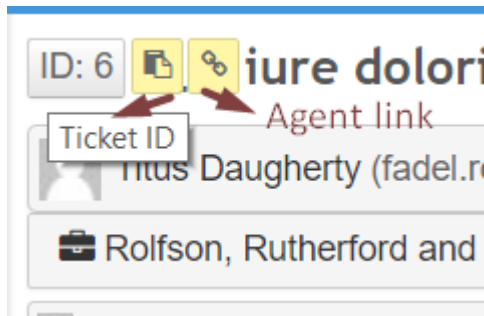 ID: 6 iure dolori
Agent link
Ticket ID
Titus Daugherty (fadel.r
Rolfson, Rutherford and